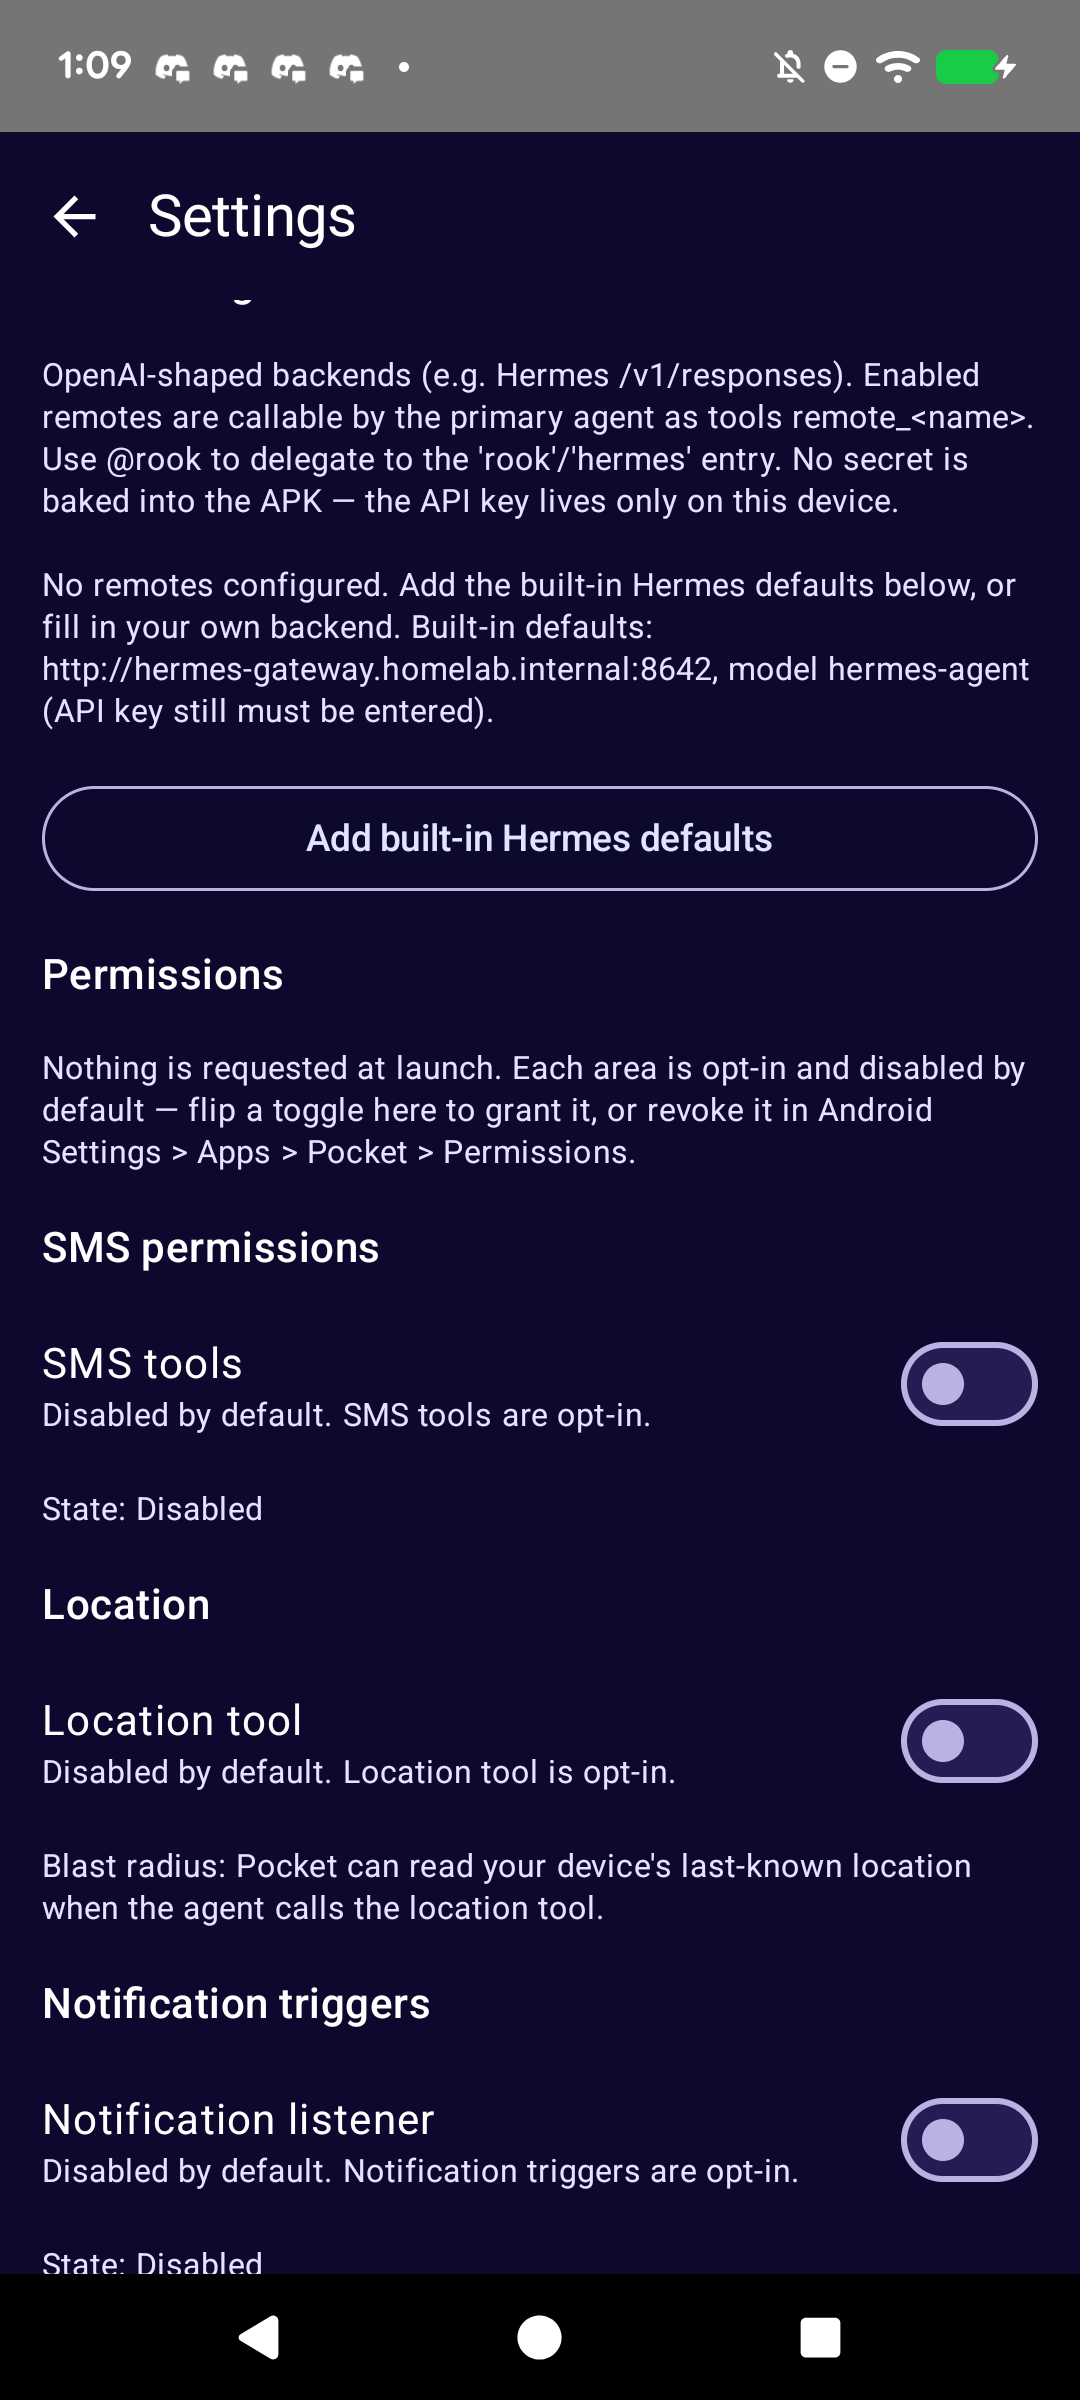 1:09
Settings
OpenAI-shaped backends (e.g. Hermes /v1/responses). Enabled
remotes are callable by the primary agent as tools remote_<name>.
Use @rook to delegate to the 'rook'/'hermes' entry. No secret is
baked into the APK — the API key lives only on this device.
No remotes configured. Add the built-in Hermes defaults below, or
fill in your own backend. Built-in defaults:
http://hermes-gateway.homelab.internal:8642, model hermes-agent
(API key still must be entered).
Add built-in Hermes defaults
Permissions
Nothing is requested at launch. Each area is opt-in and disabled by
default — flip a toggle here to grant it, or revoke it in Android
Settings > Apps > Pocket > Permissions.
SMS permissions
SMS tools
Disabled by default. SMS tools are opt-in.
State: Disabled
Location
Location tool
Disabled by default. Location tool is opt-in.
Blast radius: Pocket can read your device's last-known location
when the agent calls the location tool.
Notification triggers
Notification listener
Disabled by default. Notification triggers are opt-in.
State: Disabled